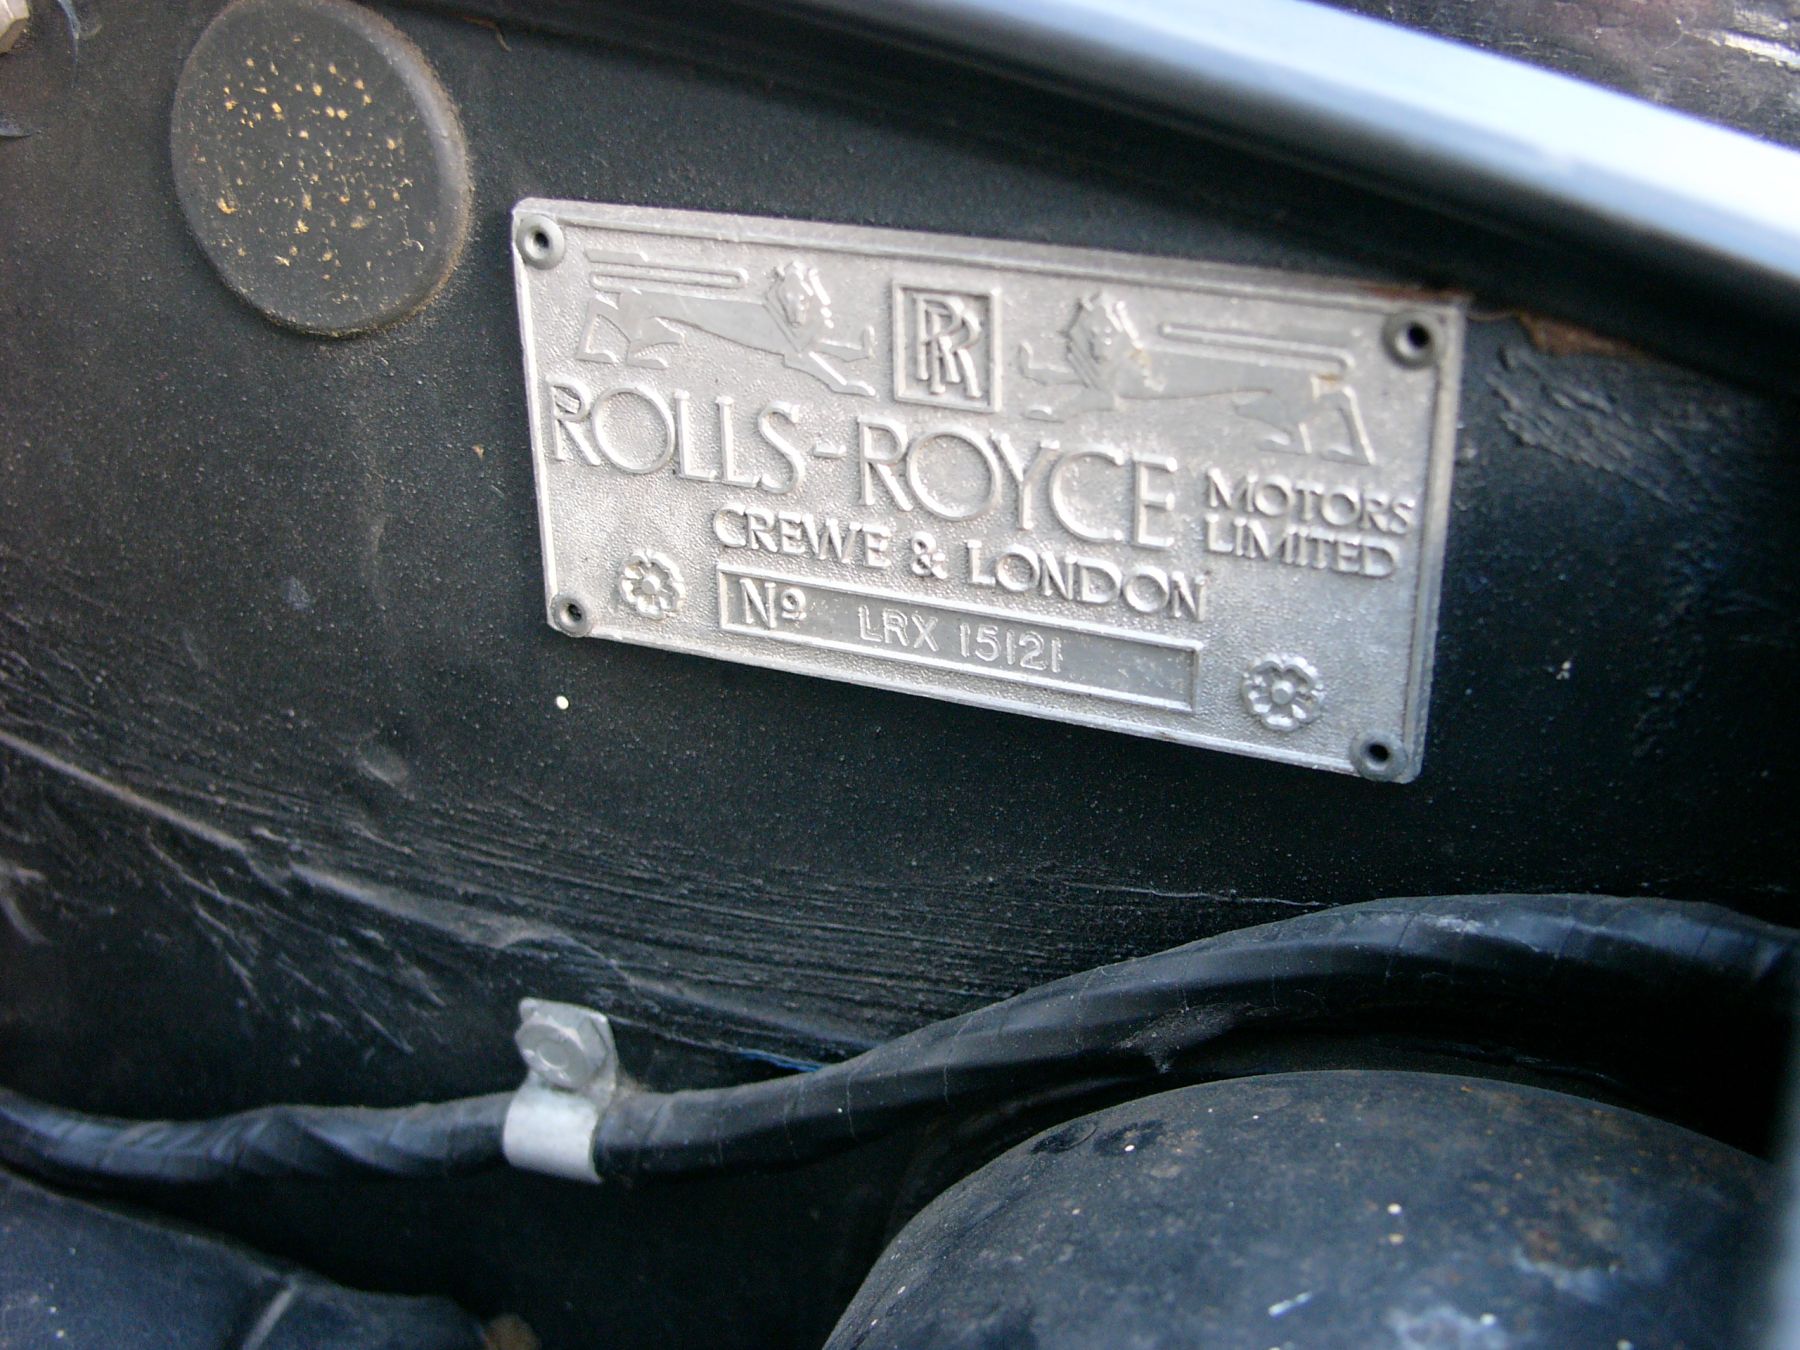 RR
ROLLS-ROYCE MOTORS LIMITED
CREWE & LONDON
Nº LRX 15121